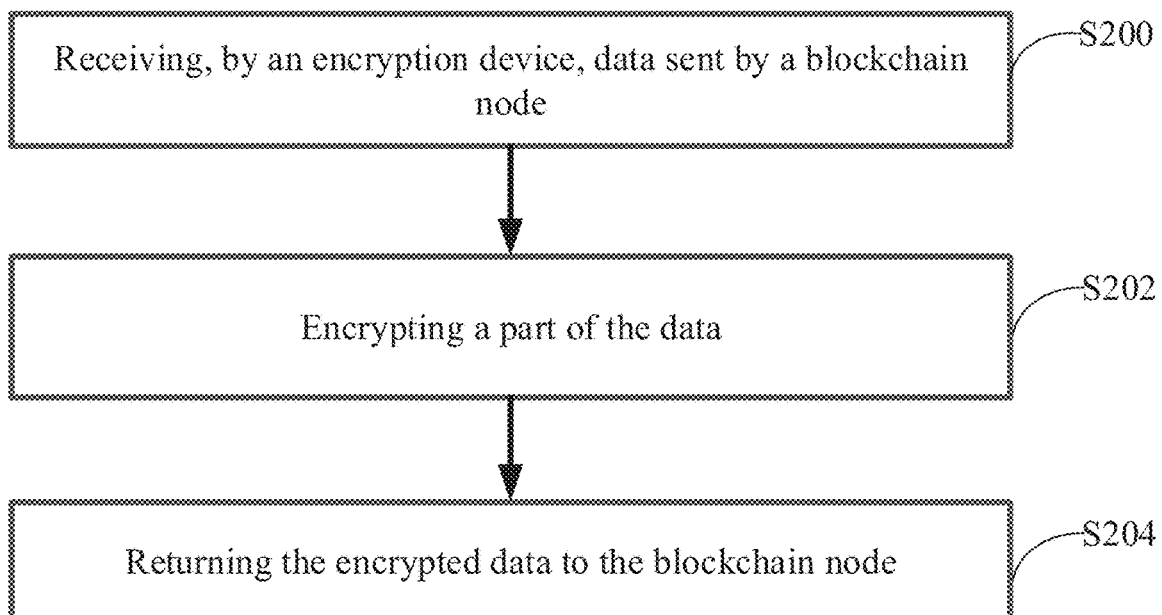 Receiving, by an encryption device, data sent by a blockchain
node
S200
Encrypting a part of the data
S202
Returning the encrypted data to the blockchain node
S204